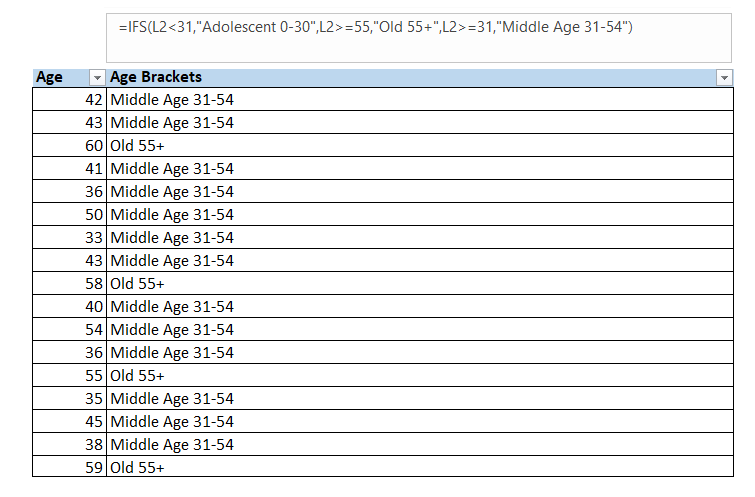 =IFS(L2<31,"Adolescent 0-30",L2>=55,"Old 55+",L2>=31,"Middle Age 31-54")
Age Age Brackets
42 Middle Age 31-54
43 Middle Age 31-54
60 Old 55+
41 Middle Age 31-54
36 Middle Age 31-54
50 Middle Age 31-54
33 Middle Age 31-54
43 Middle Age 31-54
58 Old 55+
40 Middle Age 31-54
54 Middle Age 31-54
36 Middle Age 31-54
55 Old 55+
35 Middle Age 31-54
45 Middle Age 31-54
38 Middle Age 31-54
59 Old 55+